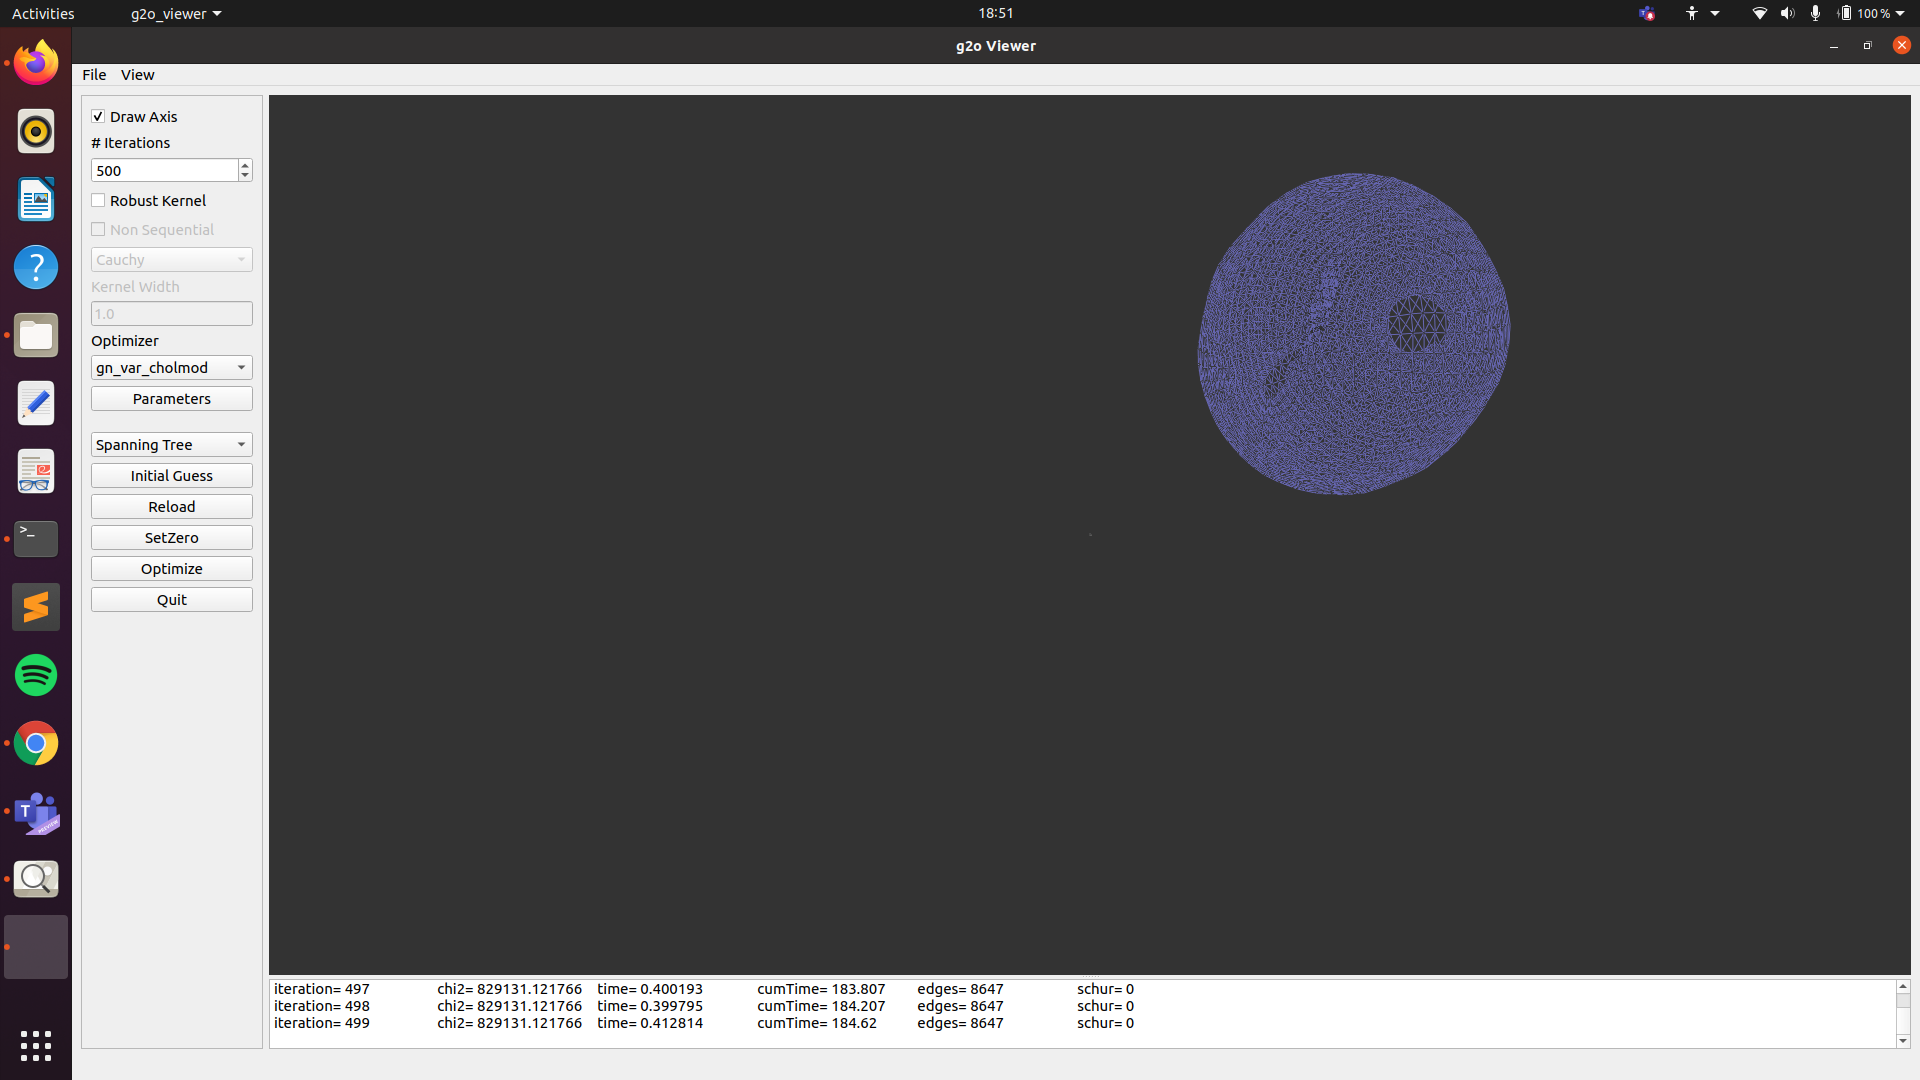 Activities
g2o_viewer
18:51
100 %
g2o Viewer
File View
Draw Axis
# Iterations
500
Robust Kernel
Non Sequential
Cauchy
Kernel Width
1.0
Optimizer
gn_var_cholmod
Parameters
Spanning Tree
Initial Guess
Reload
SetZero
Optimize
Quit
iteration= 497 chi2= 829131.121766 time= 0.400193 cumTime= 183.807 edges= 8647 schur= 0
iteration= 498 chi2= 829131.121766 time= 0.399795 cumTime= 184.207 edges= 8647 schur= 0
iteration= 499 chi2= 829131.121766 time= 0.412814 cumTime= 184.62 edges= 8647 schur= 0
>_
T
PREVIEW